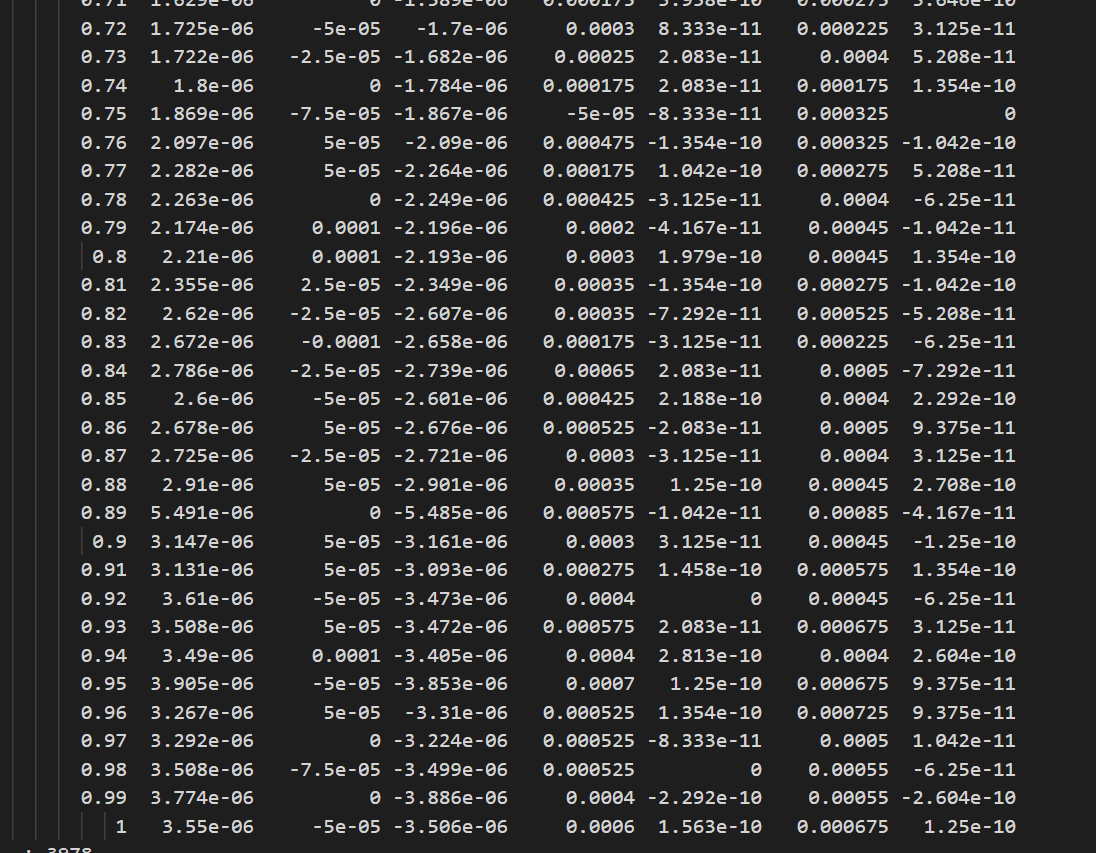 0.71 1.629e-06 0 -1.589e-06 0.000175 3.958e-10 0.000275 3.646e-10
0.72 1.725e-06 -5e-05 -1.7e-06 0.0003 8.333e-11 0.000225 3.125e-11
0.73 1.722e-06 -2.5e-05 -1.682e-06 0.00025 2.083e-11 0.0004 5.208e-11
0.74 1.8e-06 0 -1.784e-06 0.000175 2.083e-11 0.000175 1.354e-10
0.75 1.869e-06 -7.5e-05 -1.867e-06 -5e-05 -8.333e-11 0.000325 0
0.76 2.097e-06 5e-05 -2.09e-06 0.000475 -1.354e-10 0.000325 -1.042e-10
0.77 2.282e-06 5e-05 -2.264e-06 0.000175 1.042e-10 0.000275 5.208e-11
0.78 2.263e-06 0 -2.249e-06 0.000425 -3.125e-11 0.0004 -6.25e-11
0.79 2.174e-06 0.0001 -2.196e-06 0.0002 -4.167e-11 0.00045 -1.042e-11
0.8 2.21e-06 0.0001 -2.193e-06 0.0003 1.979e-10 0.00045 1.354e-10
0.81 2.355e-06 2.5e-05 -2.349e-06 0.00035 -1.354e-10 0.000275 -1.042e-10
0.82 2.62e-06 -2.5e-05 -2.607e-06 0.00035 -7.292e-11 0.000525 -5.208e-11
0.83 2.672e-06 -0.0001 -2.658e-06 0.000175 -3.125e-11 0.000225 -6.25e-11
0.84 2.786e-06 -2.5e-05 -2.739e-06 0.00065 2.083e-11 0.0005 -7.292e-11
0.85 2.6e-06 -5e-05 -2.601e-06 0.000425 2.188e-10 0.0004 2.292e-10
0.86 2.678e-06 5e-05 -2.676e-06 0.000525 -2.083e-11 0.0005 9.375e-11
0.87 2.725e-06 -2.5e-05 -2.721e-06 0.0003 -3.125e-11 0.0004 3.125e-11
0.88 2.91e-06 5e-05 -2.901e-06 0.00035 1.25e-10 0.00045 2.708e-10
0.89 5.491e-06 0 -5.485e-06 0.000575 -1.042e-11 0.00085 -4.167e-11
0.9 3.147e-06 5e-05 -3.161e-06 0.0003 3.125e-11 0.00045 -1.25e-10
0.91 3.131e-06 5e-05 -3.093e-06 0.000275 1.458e-10 0.000575 1.354e-10
0.92 3.61e-06 -5e-05 -3.473e-06 0.0004 0 0.00045 -6.25e-11
0.93 3.508e-06 5e-05 -3.472e-06 0.000575 2.083e-11 0.000675 3.125e-11
0.94 3.49e-06 0.0001 -3.405e-06 0.0004 2.813e-10 0.0004 2.604e-10
0.95 3.905e-06 -5e-05 -3.853e-06 0.0007 1.25e-10 0.000675 9.375e-11
0.96 3.267e-06 5e-05 -3.31e-06 0.000525 1.354e-10 0.000725 9.375e-11
0.97 3.292e-06 0 -3.224e-06 0.000525 -8.333e-11 0.0005 1.042e-11
0.98 3.508e-06 -7.5e-05 -3.499e-06 0.000525 0 0.00055 -6.25e-11
0.99 3.774e-06 0 -3.886e-06 0.0004 -2.292e-10 0.00055 -2.604e-10
1 3.55e-06 -5e-05 -3.506e-06 0.0006 1.563e-10 0.000675 1.25e-10